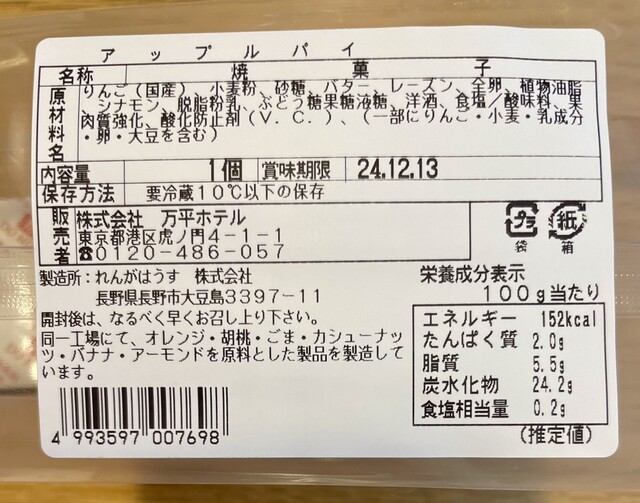 アップルパイ
名称 焼菓子
原材料名 りんご(国産)、小麦粉、砂糖、バター、レーズン、全卵、植物油脂
シナモン、脱脂粉乳、ぶどう糖果糖液糖、洋酒、食塩/酸味料、果
肉質強化、酸化防止剤(V.C.)、(一部にりんご・小麦・乳成分
・卵・大豆を含む)
内容量 1個 賞味期限 24.12.13
保存方法 要冷蔵10℃以下の保存
販売者 株式会社 万平ホテル
東京都港区虎ノ門4-1-1
☎0120-486-057
プラ 紙
袋 箱
製造所:れんがはうす 株式会社
長野県長野市大豆島3397-11
開封後は、なるべく早くお召し上り下さい。
同一工場にて、オレンジ・胡桃・ごま・カシューナッ
ツ・バナナ・アーモンドを原料とした製品を製造して
います。
栄養成分表示
100g当たり
エネルギー 152kcal
たんぱく質 2.0g
脂質 5.5g
炭水化物 24.2g
食塩相当量 0.2g
(推定値)
4 993597 007698